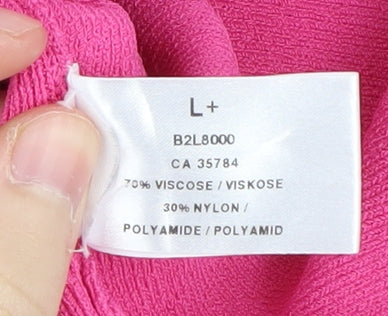 L+
B2L8000
CA 35784
70% VISCOSE / VISKOSE
30% NYLON /
POLYAMIDE / POLYAMID